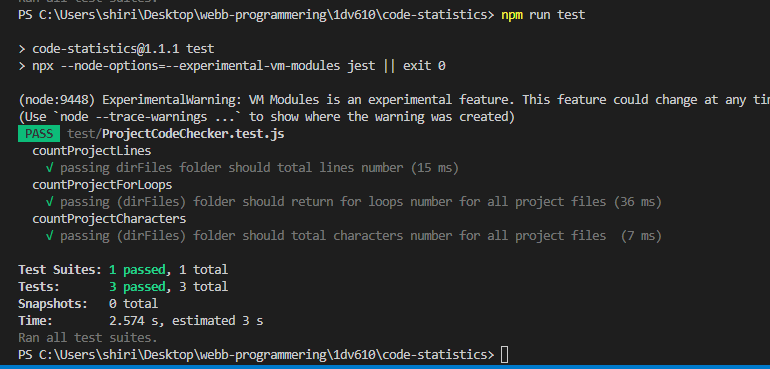 Ran all test suites.
PS C:\Users\shiri\Desktop\webb-programmering\1dv610\code-statistics> npm run test
> code-statistics@1.1.1 test
> npx --node-options=--experimental-vm-modules jest || exit 0
(node:9448) ExperimentalWarning: VM Modules is an experimental feature. This feature could change at any
(Use `node --trace-warnings ...` to show where the warning was created)
PASS test/ProjectCodeChecker.test.js
countProjectLines
√ passing dirFiles folder should total lines number (15 ms)
countProjectForLoops
√ passing (dirFiles) folder should return for loops number for all project files (36 ms)
countProjectCharacters
√ passing (dirFiles) folder should total characters number for all project files (7 ms)
Test Suites: 1 passed, 1 total
Tests: 3 passed, 3 total
Snapshots: 0 total
Time: 2.574 s, estimated 3 s
Ran all test suites.
PS C:\Users\shiri\Desktop\webb-programmering\1dv610\code-statistics>